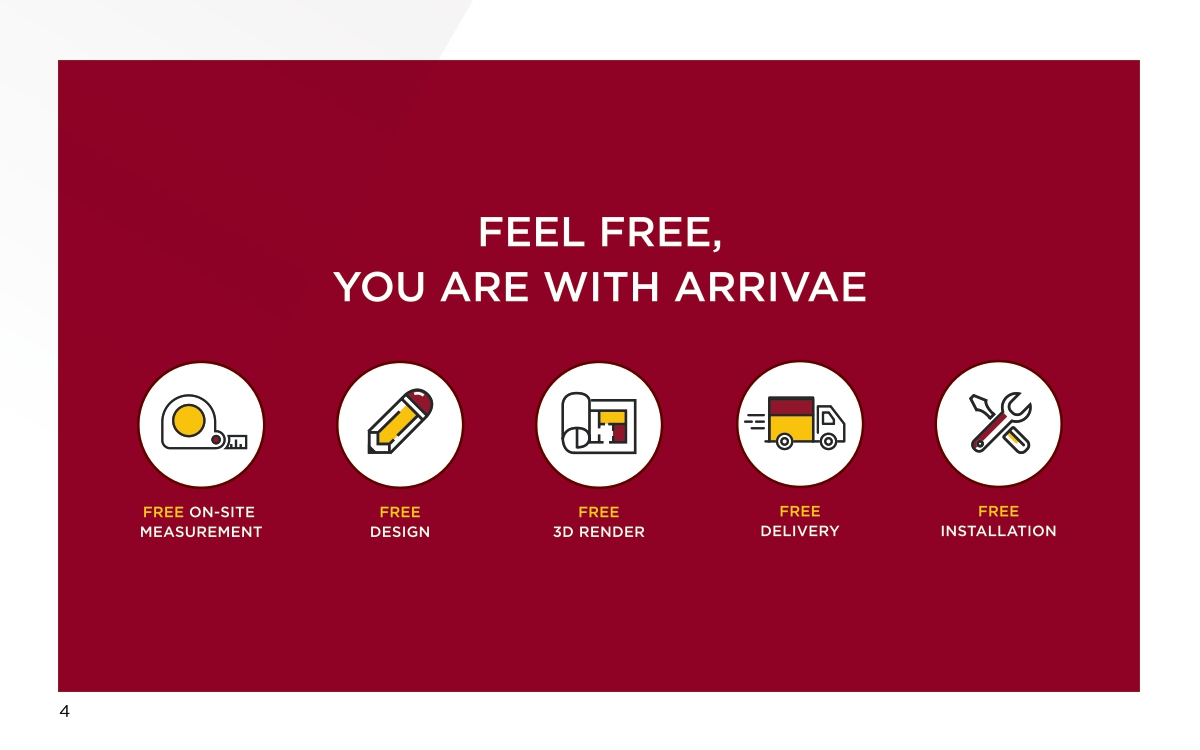 FEEL FREE,
YOU ARE WITH ARRIVAE
FREE ON-SITE
MEASUREMENT
FREE
DESIGN
FREE
3D RENDER
FREE
DELIVERY
FREE
INSTALLATION
4